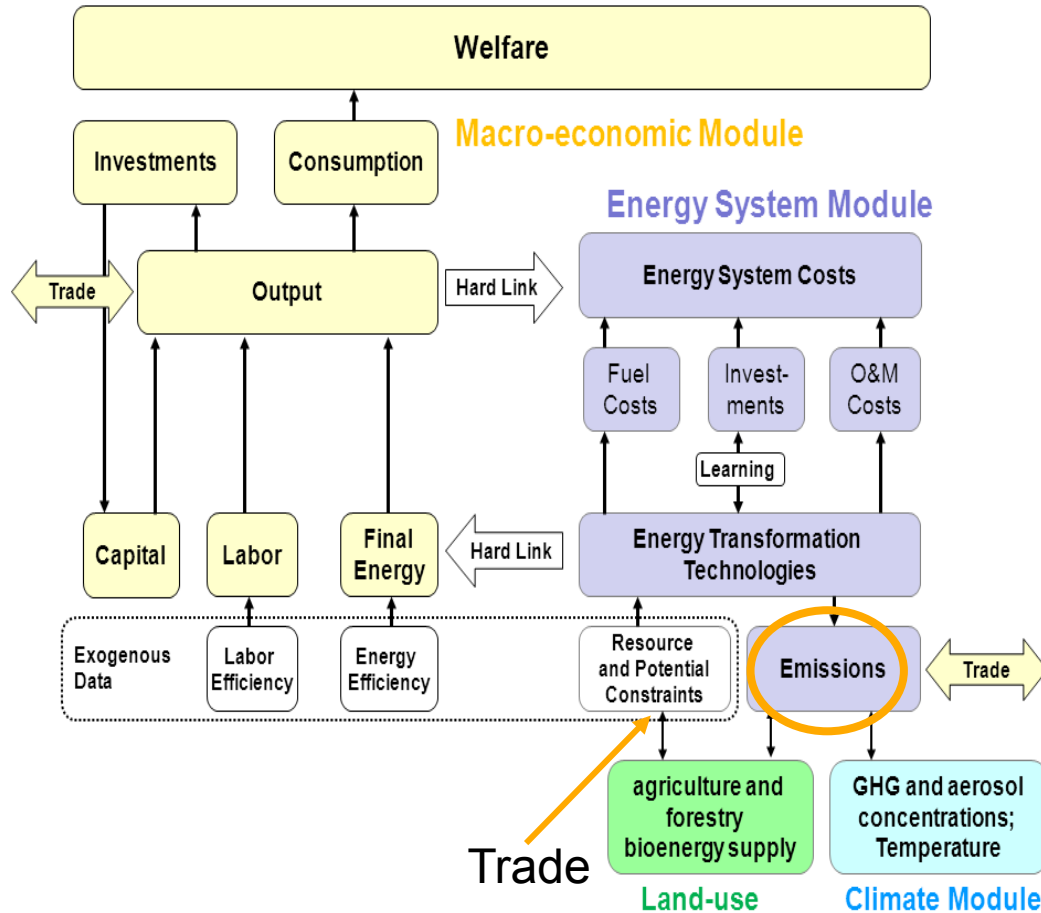 Welfare
Macro-economic Module
Investments
Consumption
Energy System Module
Trade
Output
Hard Link
Energy System Costs
Fuel
Costs
Invest-
ments
O&M
Costs
Learning
Capital
Labor
Final
Energy
Hard Link
Energy Transformation
Technologies
Exogenous
Data
Labor
Efficiency
Energy
Efficiency
Resource
and Potential
Constraints
Emissions
Trade
Trade
agriculture and
forestry
bioenergy supply
GHG and aerosol
concentrations;
Temperature
Land-use
Climate Module